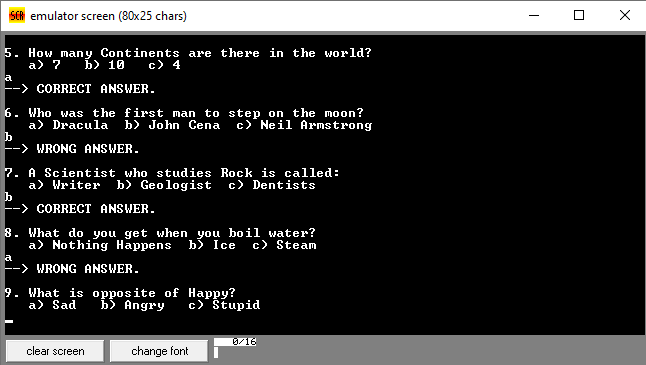 SCR
emulator screen (80x25 chars)
5. How many Continents are there in the world?
a) 7 b) 10 c) 4
a
--> CORRECT ANSWER.
6. Who was the first man to step on the moon?
a) Dracula b) John Cena c) Neil Armstrong
b
--> WRONG ANSWER.
7. A Scientist who studies Rock is called:
a) Writer b) Geologist c) Dentists
b
--> CORRECT ANSWER.
8. What do you get when you boil water?
a) Nothing Happens b) Ice c) Steam
a
--> WRONG ANSWER.
9. What is opposite of Happy?
a) Sad b) Angry c) Stupid
clear screen change font 0/16